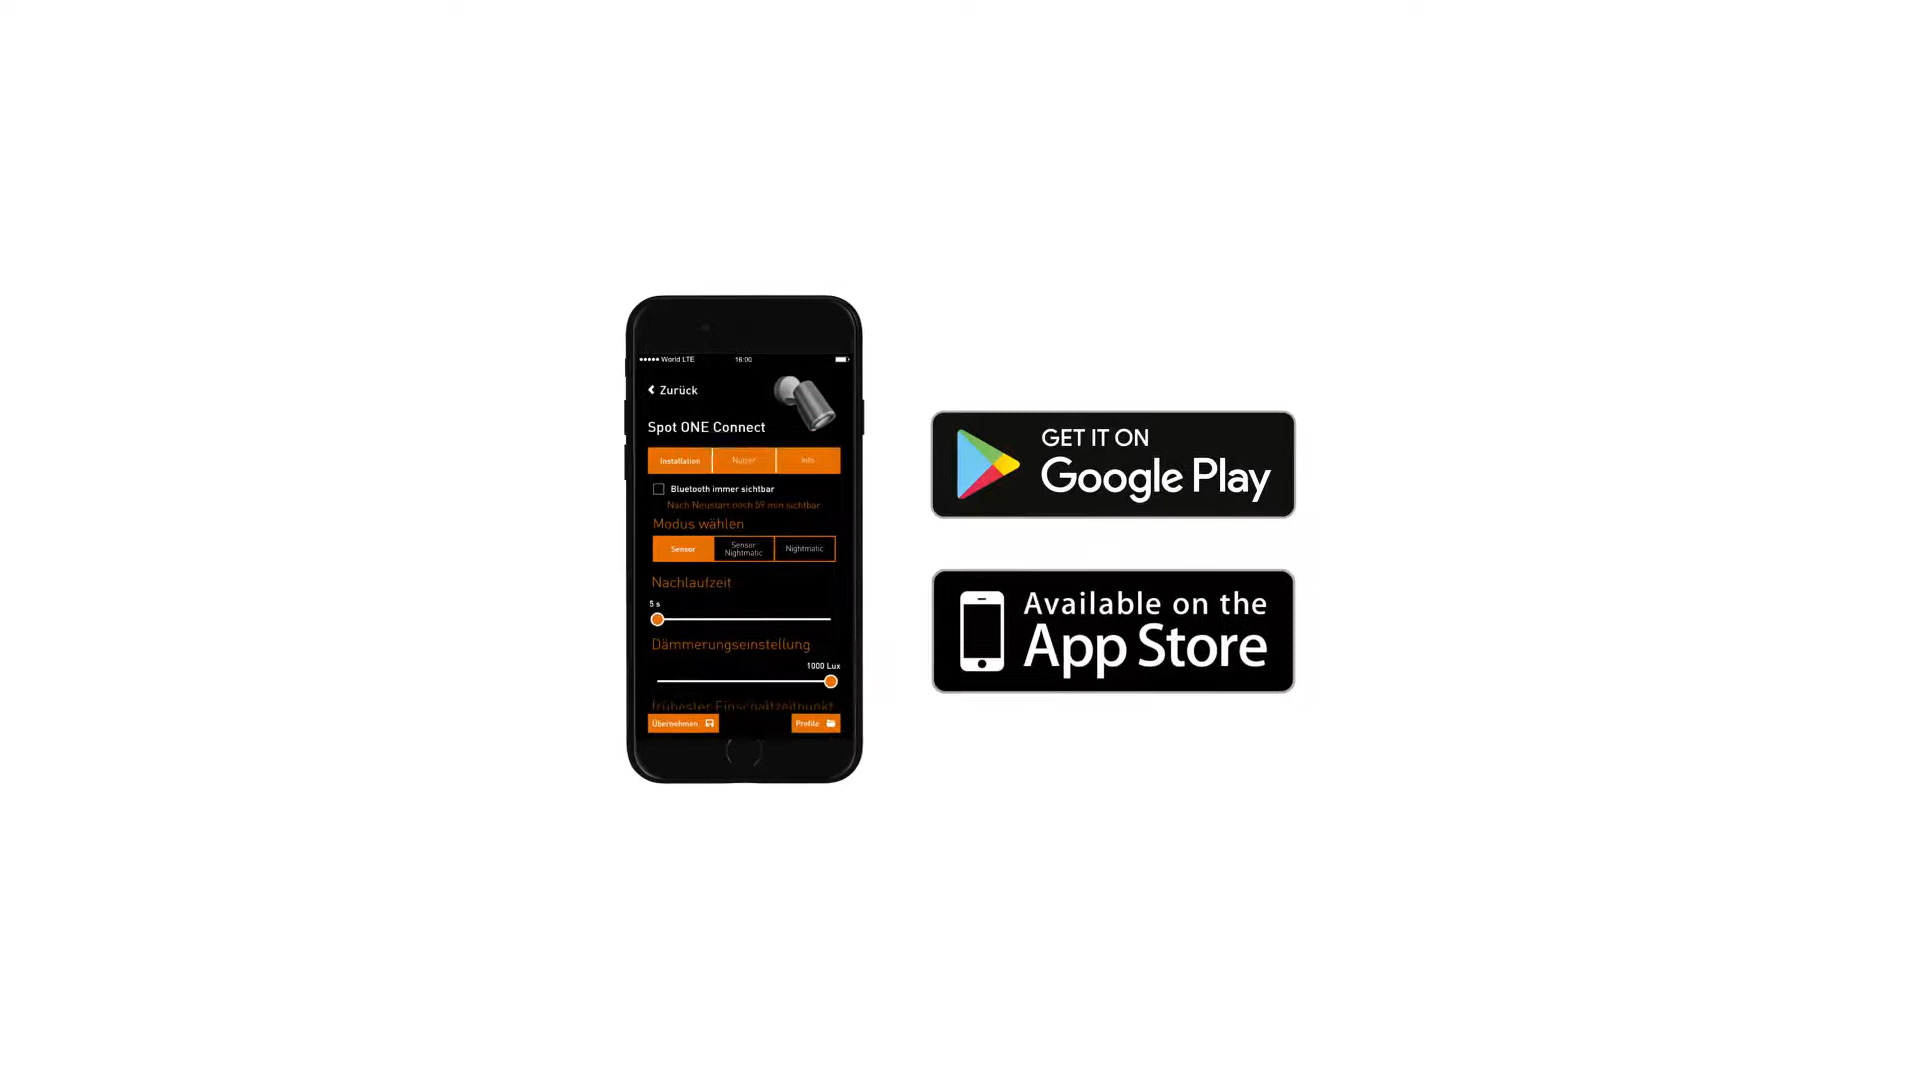 World LTE 16:00
Zurück
Spot ONE Connect
Installation Nutzer Info
Bluetooth immer sichtbar
Nach Neustart noch 59 min sichtbar
Modus wählen
Sensor Sensor Nightmatic Nightmatic
Nachlaufzeit
5 s
Dämmerungseinstellung
1000 Lux
frühester Einschaltzeitpunkt
Übernehmen Profile
GET IT ON
Google Play
Available on the
App Store